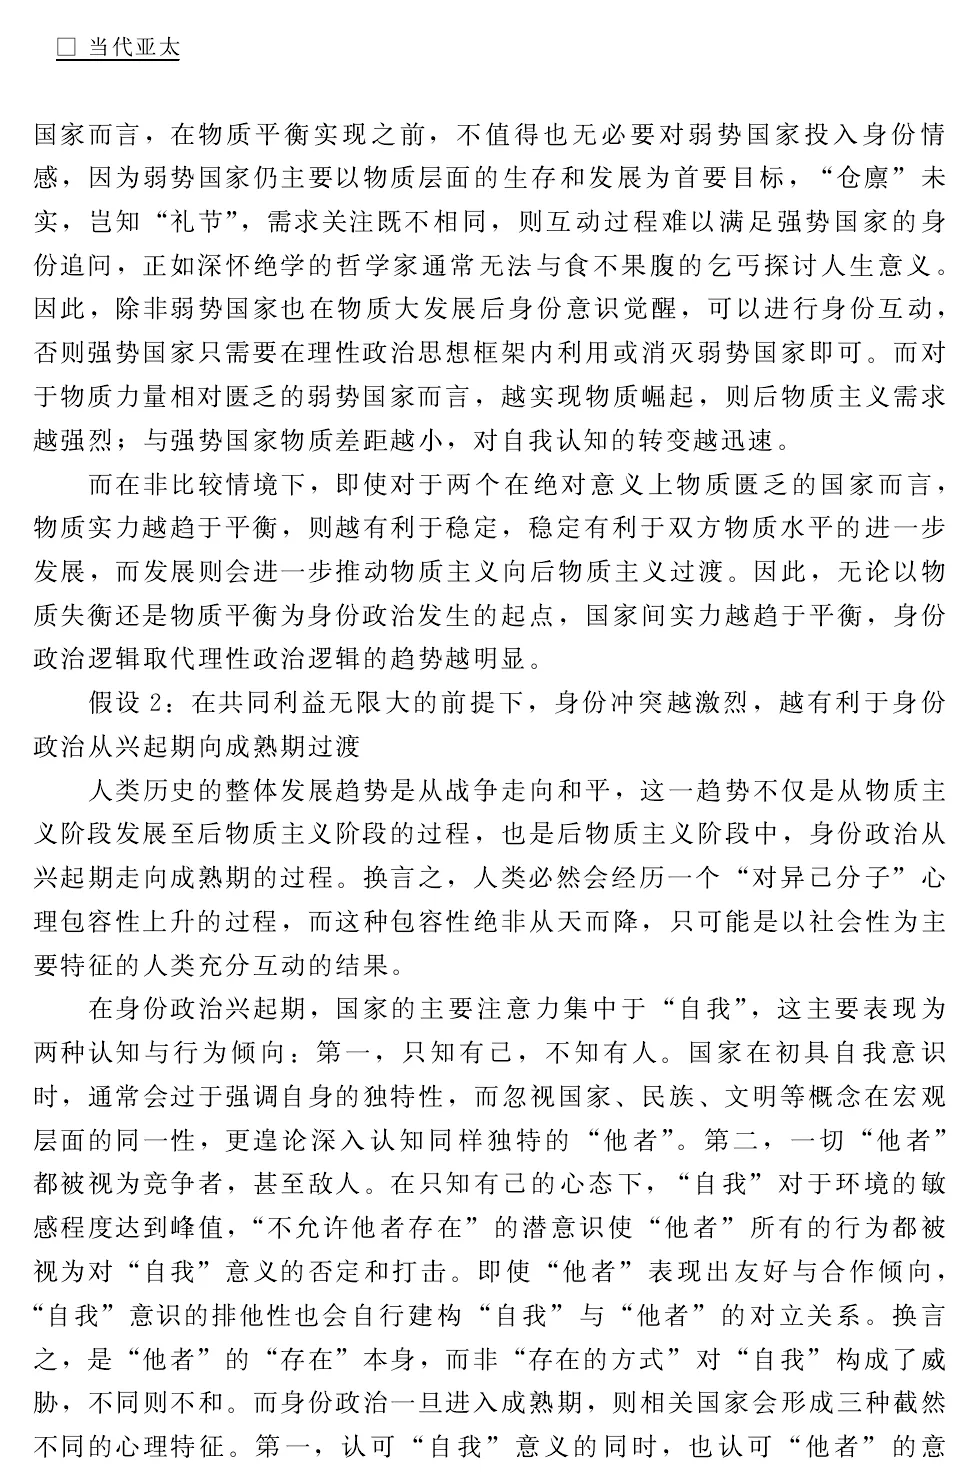 □ 当代亚太
国家而言，在物质平衡实现之前，不值得也无必要对弱势国家投入身份情
感，因为弱势国家仍主要以物质层面的生存和发展为首要目标，“仓廪”未
实，岂知“礼节”，需求关注既不相同，则互动过程难以满足强势国家的身
份追问，正如深怀绝学的哲学家通常无法与食不果腹的乞丐探讨人生意义。
因此，除非弱势国家也在物质大发展后身份意识觉醒，可以进行身份互动，
否则强势国家只需要在理性政治思想框架内利用或消灭弱势国家即可。而对
于物质力量相对匮乏的弱势国家而言，越实现物质崛起，则后物质主义需求
越强烈；与强势国家物质差距越小，对自我认知的转变越迅速。
而在非比较情境下，即使对于两个在绝对意义上物质匮乏的国家而言，
物质实力越趋于平衡，则越有利于稳定，稳定有利于双方物质水平的进一步
发展，而发展则会进一步推动物质主义向后物质主义过渡。因此，无论以物
质失衡还是物质平衡为身份政治发生的起点，国家间实力越趋于平衡，身份
政治逻辑取代理性政治逻辑的趋势越明显。
假设 2：在共同利益无限大的前提下，身份冲突越激烈，越有利于身份
政治从兴起期向成熟期过渡
人类历史的整体发展趋势是从战争走向和平，这一趋势不仅是从物质主
义阶段发展至后物质主义阶段的过程，也是后物质主义阶段中，身份政治从
兴起期走向成熟期的过程。换言之，人类必然会经历一个“对异己分子”心
理包容性上升的过程，而这种包容性绝非从天而降，只可能是以社会性为主
要特征的人类充分互动的结果。
在身份政治兴起期，国家的主要注意力集中于“自我”，这主要表现为
两种认知与行为倾向：第一，只知有己，不知有人。国家在初具自我意识
时，通常会过于强调自身的独特性，而忽视国家、民族、文明等概念在宏观
层面的同一性，更遑论深入认知同样独特的“他者”。第二，一切“他者”
都被视为竞争者，甚至敌人。在只知有己的心态下，“自我”对于环境的敏
感程度达到峰值，“不允许他者存在”的潜意识使“他者”所有的行为都被
视为对“自我”意义的否定和打击。即使“他者”表现出友好与合作倾向，
“自我”意识的排他性也会自行建构“自我”与“他者”的对立关系。换言
之，是“他者”的“存在”本身，而非“存在的方式”对“自我”构成了威
胁，不同则不和。而身份政治一旦进入成熟期，则相关国家会形成三种截然
不同的心理特征。第一，认可“自我”意义的同时，也认可“他者”的意